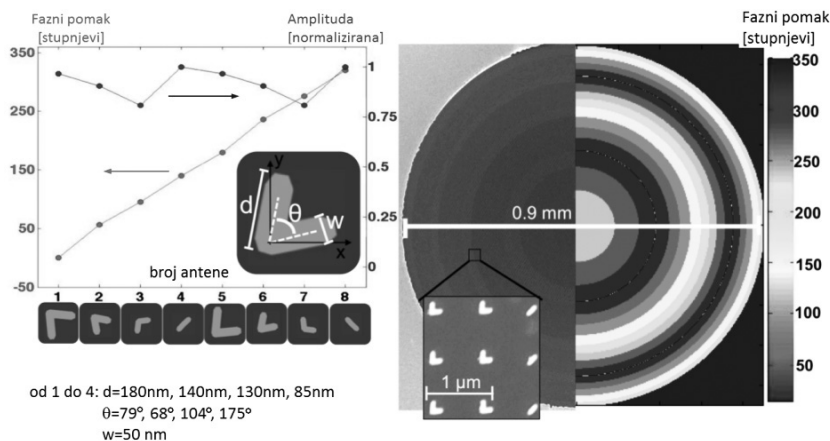 Fazni pomak
[stupnjevi]
Amplituda
[normalizirana]
350
250
150
50
-50
1
0.75
0.5
0.25
0
y
d
θ
w
x
broj antene
1 2 3 4 5 6 7 8
od 1 do 4: d=180nm, 140nm, 130nm, 85nm
θ=79º, 68º, 104º, 175º
w=50 nm
0.9 mm
1 µm
Fazni pomak
[stupnjevi]
350
300
250
200
150
100
50